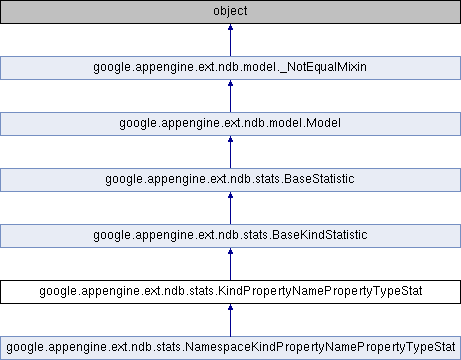 object
google.appengine.ext.ndb.model._NotEqualMixin
google.appengine.ext.ndb.model.Model
google.appengine.ext.ndb.stats.BaseStatistic
google.appengine.ext.ndb.stats.BaseKindStatistic
google.appengine.ext.ndb.stats.KindPropertyNamePropertyTypeStat
google.appengine.ext.ndb.stats.NamespaceKindPropertyNamePropertyTypeStat